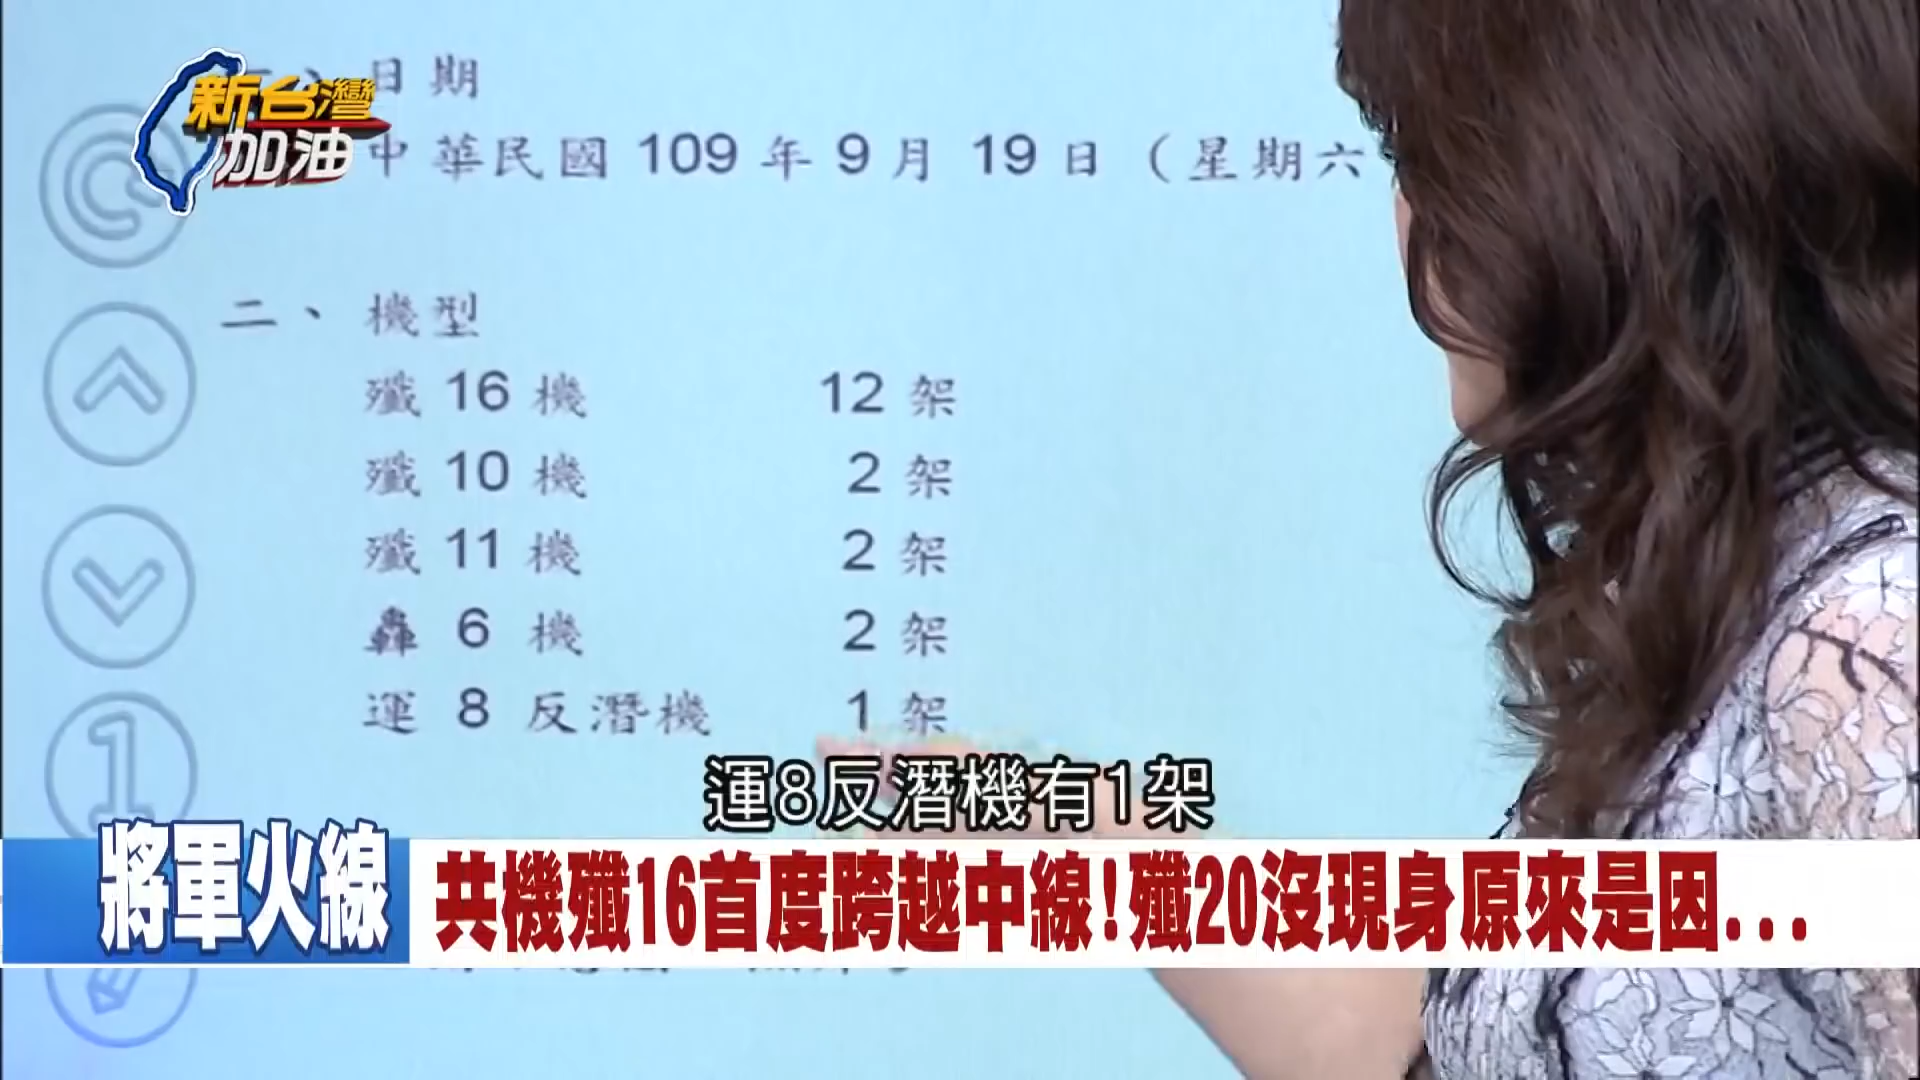 新台灣
加油
日期
中華民國 109 年 9 月 19 日（星期六
二、機型
殲 16 機 12 架
殲 10 機 2 架
殲 11 機 2 架
轟 6 機 2 架
運 8 反潛機 1 架
1
運8反潛機有1架
將軍火線
共機殲16首度跨越中線!殲20沒現身原來是因...